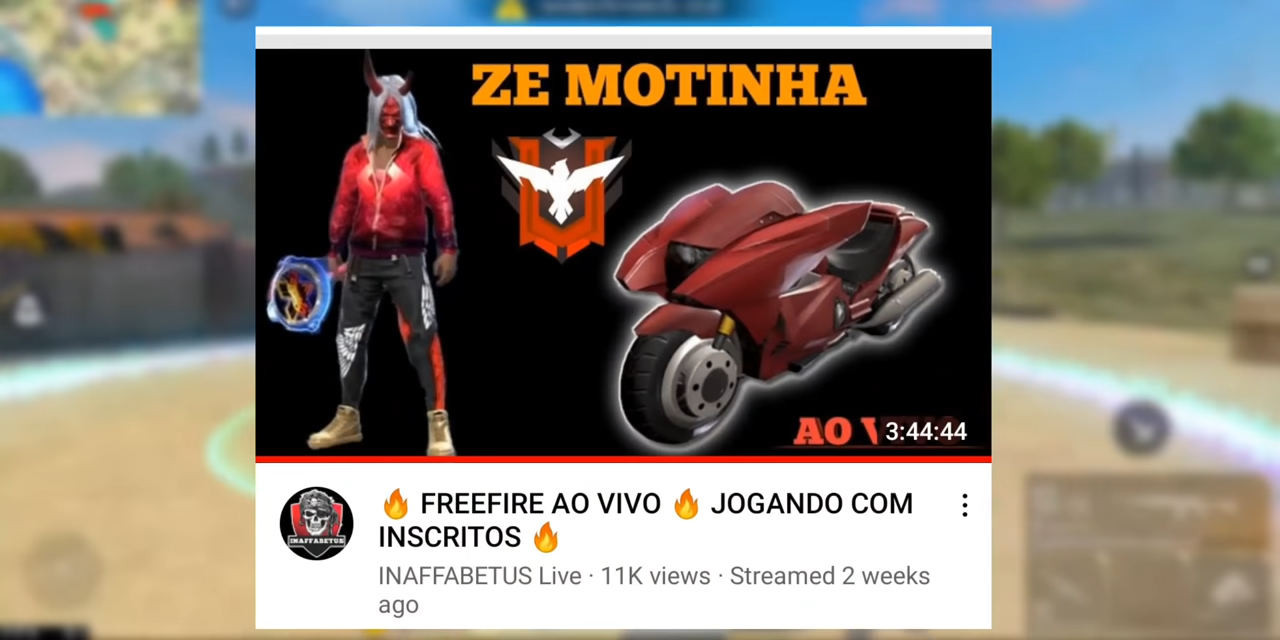 ZE MOTINHA
AO V
3:44:44
INAFFABETUS
🔥 FREEFIRE AO VIVO 🔥 JOGANDO COM
INSCRITOS 🔥
INAFFABETUS Live · 11K views · Streamed 2 weeks
ago